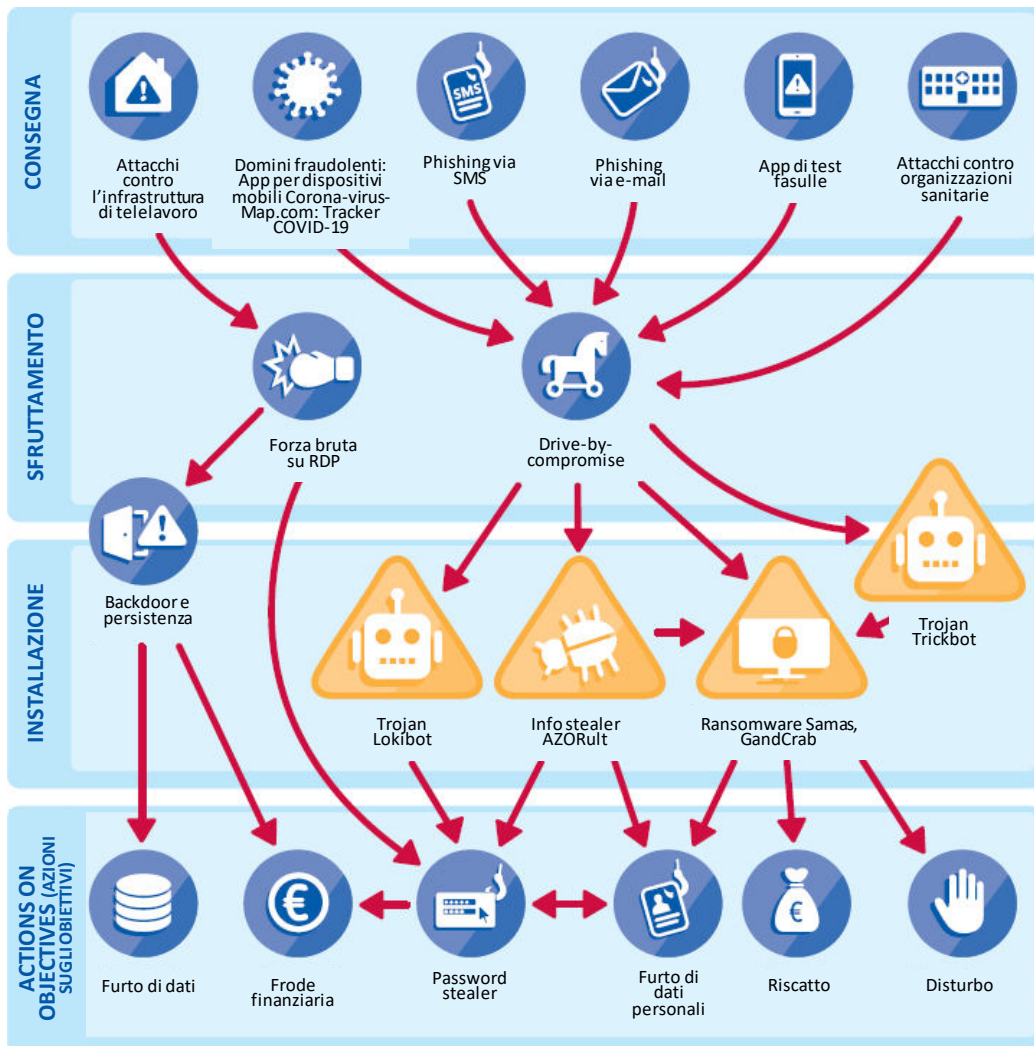 CONSEGNA
Attacchi
contro
l'infrastruttura
di telelavoro
Domini fraudolenti:
App per dispositivi
mobili Corona-virus-
Map.com: Tracker
COVID-19
SMS
Phishing via
SMS
Phishing
via e-mail
App di test
fasulle
Attacchi contro
organizzazioni
sanitarie
SFRUTTAMENTO
Forza bruta
su RDP
Drive-by-
compromise
INSTALLAZIONE
Backdoor e
persistenza
Trojan
Lokibot
Info stealer
AZORult
Ransomware Samas,
GandCrab
Trojan
Trickbot
ACTIONS ON
OBJECTIVES (AZIONI
SUGLI OBIETTIVI)
Furto di dati
€
Frode
finanziaria
Password
stealer
Furto di
dati
personali
€
Riscatto
Disturbo